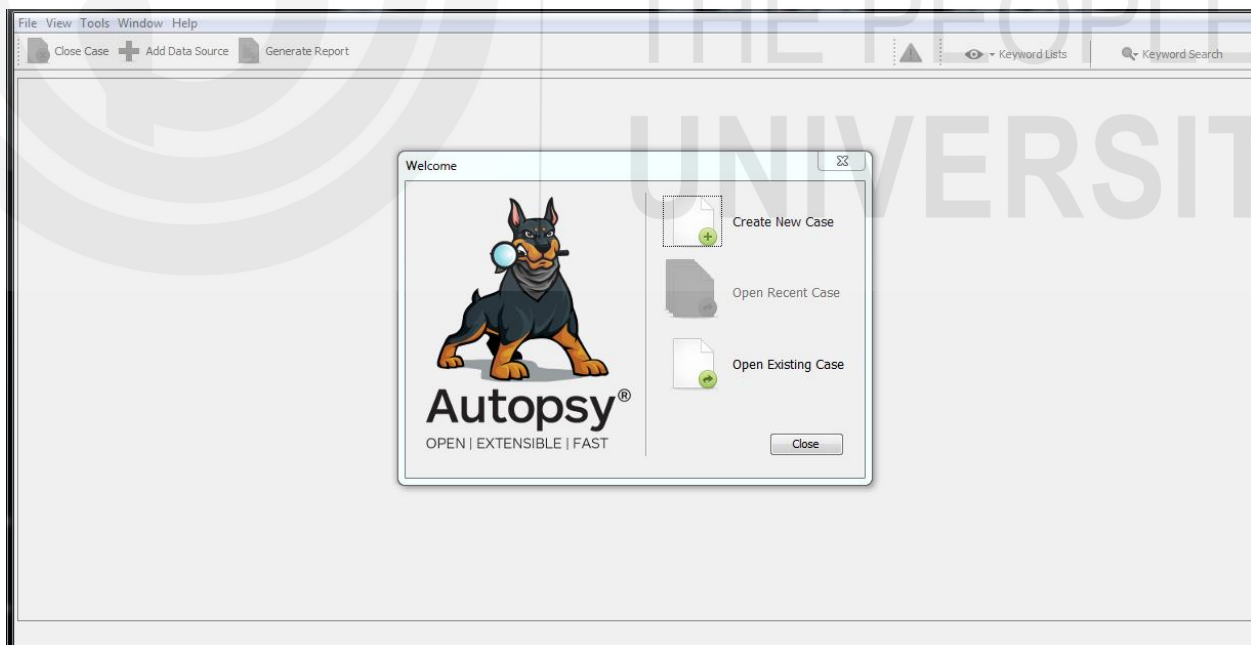 THE PEOPLE
UNIVERSIT
File View Tools Window Help
Close Case Add Data Source Generate Report Keyword Lists Keyword Search
Welcome
Create New Case
Open Recent Case
Open Existing Case
Autopsy®
OPEN | EXTENSIBLE | FAST
Close